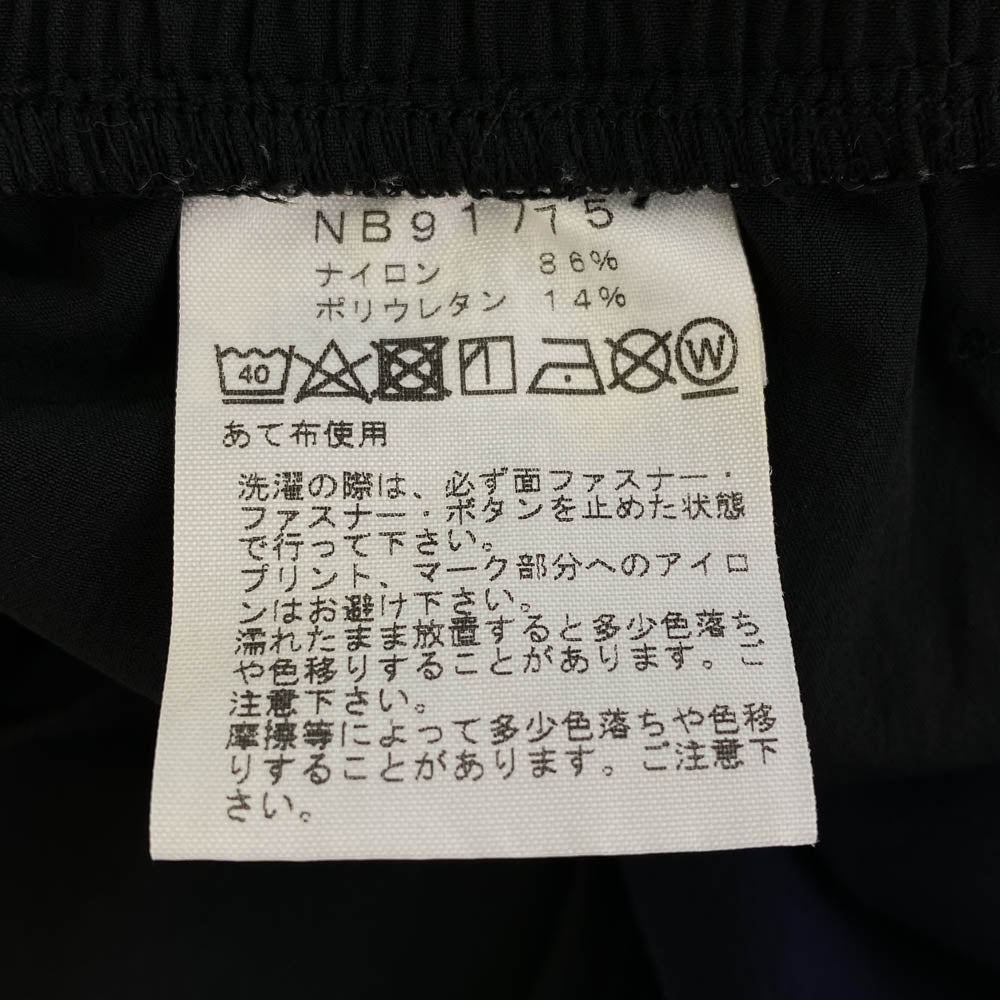 NB91775
ナイロン 86%
ポリウレタン 14%
40 W
あて布使用
洗濯の際は、必ず面ファスナー・
ファスナー・ボタンを止めた状態
で行って下さい。
プリント、マーク部分へのアイロ
ンはお避け下さい。
濡れたまま放置すると多少色落ち
や色移りすることがあります。ご
注意下さい。
摩擦等によって多少色落ちや色移
りすることがあります。ご注意下
さい。